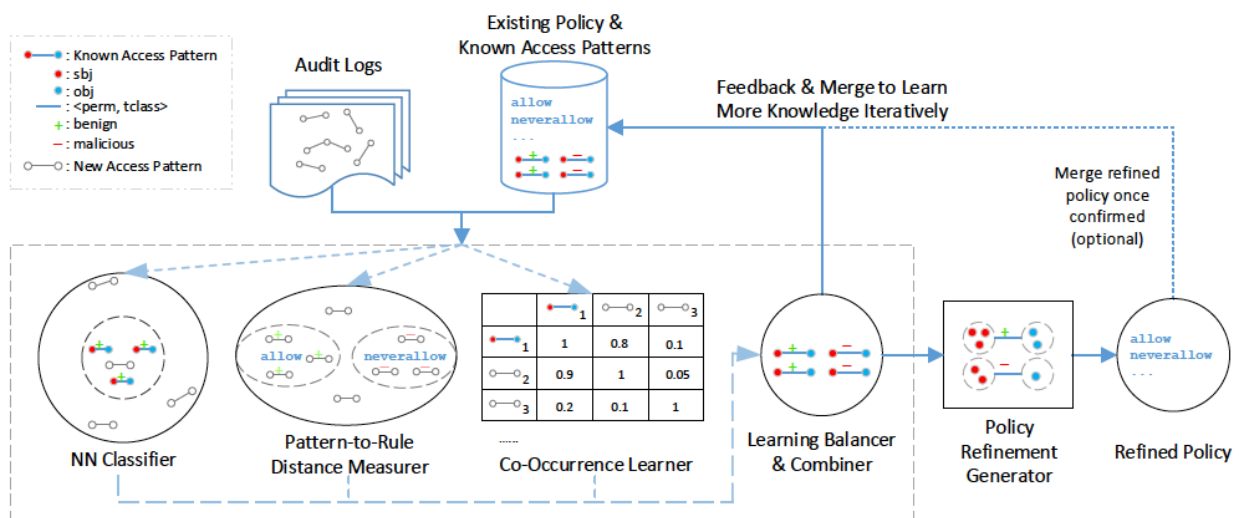 : Known Access Pattern
: sbj
: obj
: <perm, tclass>
+ : benign
− : malicious
: New Access Pattern
Audit Logs
Existing Policy &
Known Access Patterns
allow
neverallow
...
+ −
+ −
Feedback & Merge to Learn
More Knowledge Iteratively
Merge refined
policy once
confirmed
(optional)
+ +
+
NN Classifier
+ −
allow + neverallow
+ − −
Pattern-to-Rule
Distance Measurer
1 2 3
1 1 0.8 0.1
2 0.9 1 0.05
3 0.2 0.1 1
......
Co-Occurrence Learner
+ −
+ −
Learning Balancer
& Combiner
+
−
Policy
Refinement
Generator
allow
neverallow
...
Refined Policy